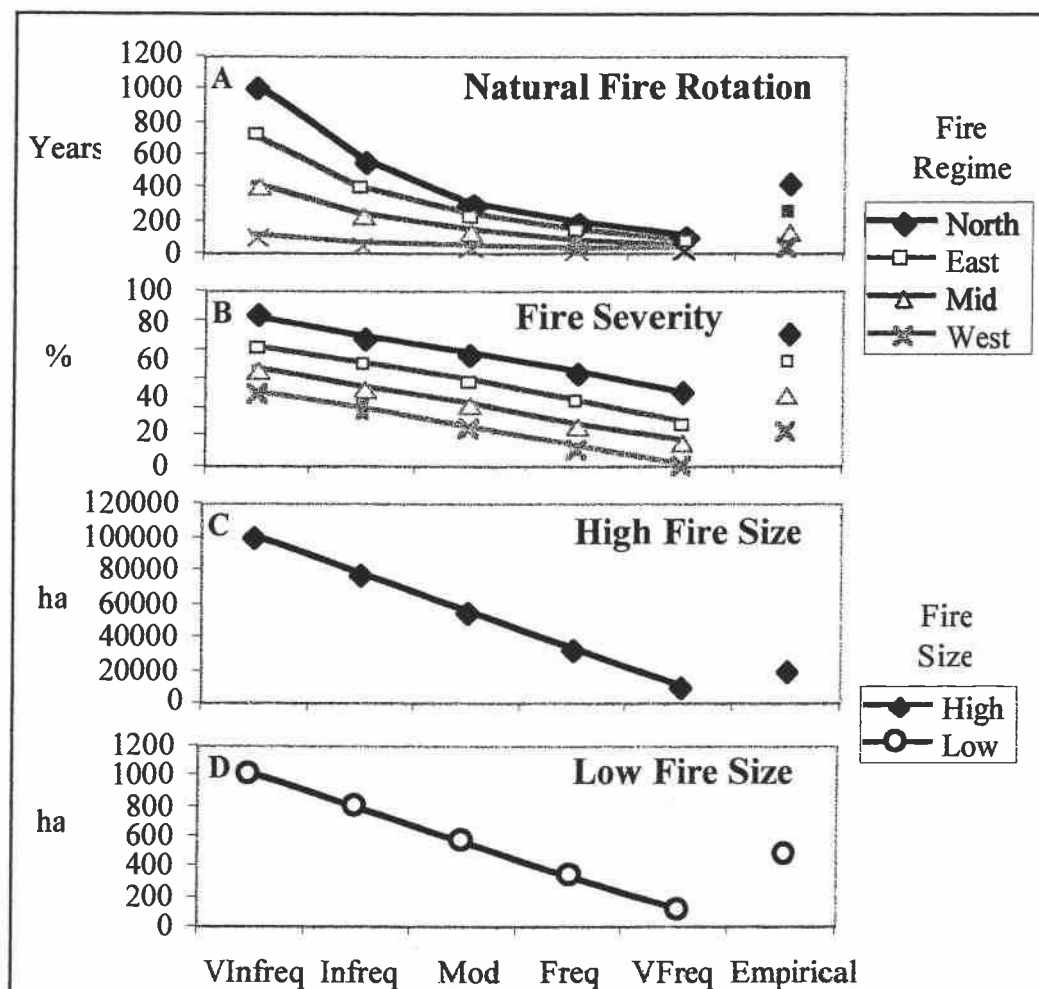 1200
A
Natural Fire Rotation
1000
800
Years
600
400
200
0
100
B
Fire Severity
80
%
60
40
20
0
120000
C
High Fire Size
100000
80000
ha
60000
40000
20000
0
1200
D
Low Fire Size
1000
800
ha
600
400
200
0
VInfreq Infreq Mod Freq VFreq Empirical
Fire
Regime
North
East
Mid
West
Fire
Size
High
Low